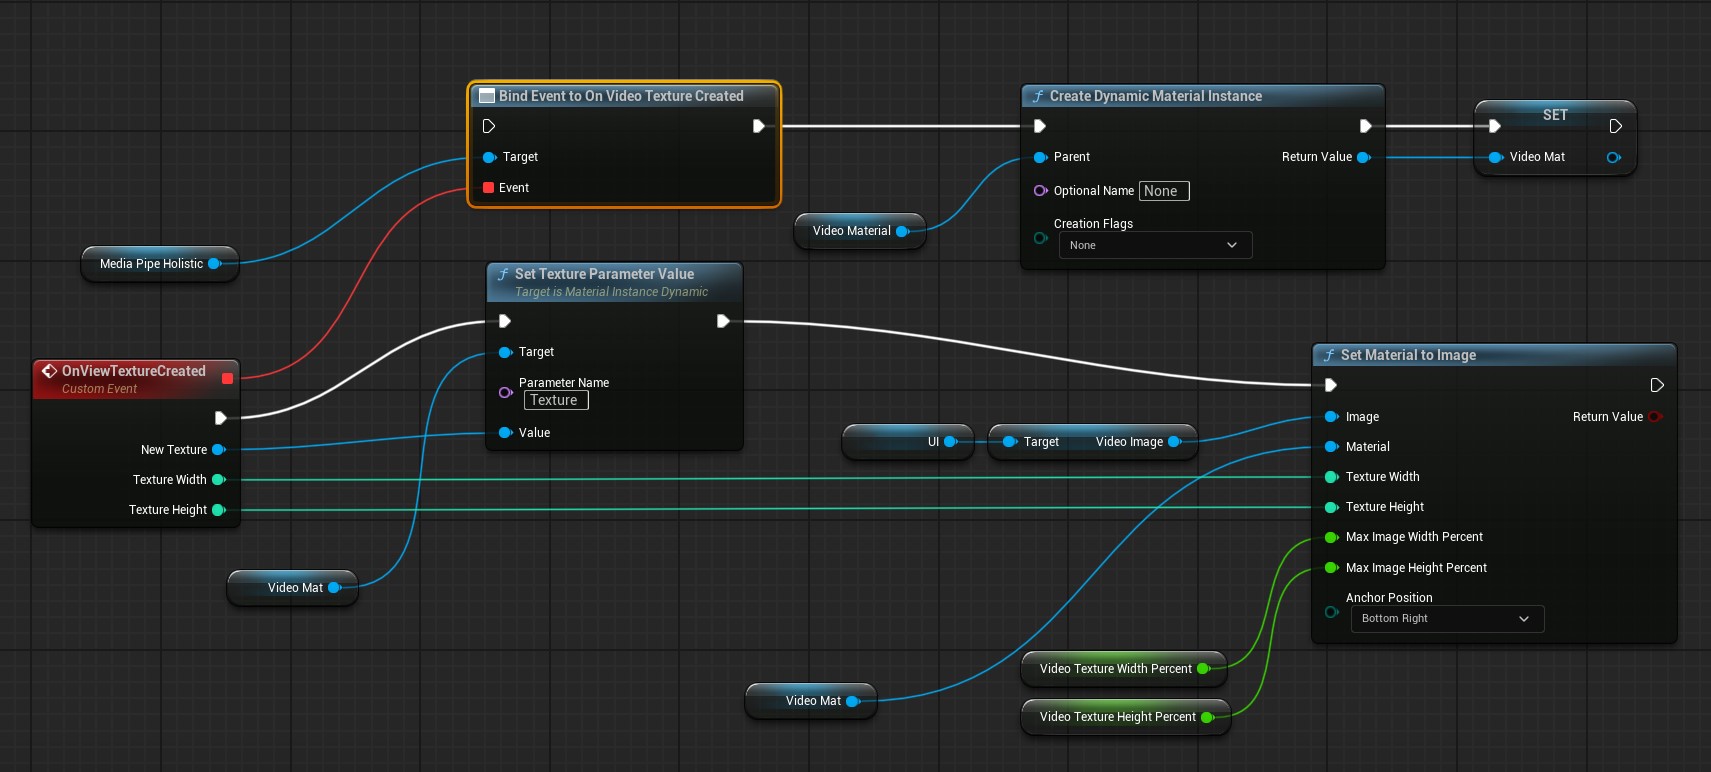 Bind Event to On Video Texture Created
Target
Event
Create Dynamic Material Instance
Parent
Return Value
Optional Name None
Creation Flags
None
SET
Video Mat
Video Material
Media Pipe Holistic
Set Texture Parameter Value
Target is Material Instance Dynamic
Target
Parameter Name
Texture
Value
OnViewTextureCreated
Custom Event
New Texture
Texture Width
Texture Height
Video Mat
UI
Target Video Image
Set Material to Image
Image
Return Value
Material
Texture Width
Texture Height
Max Image Width Percent
Max Image Height Percent
Anchor Position
Bottom Right
Video Texture Width Percent
Video Mat
Video Texture Height Percent